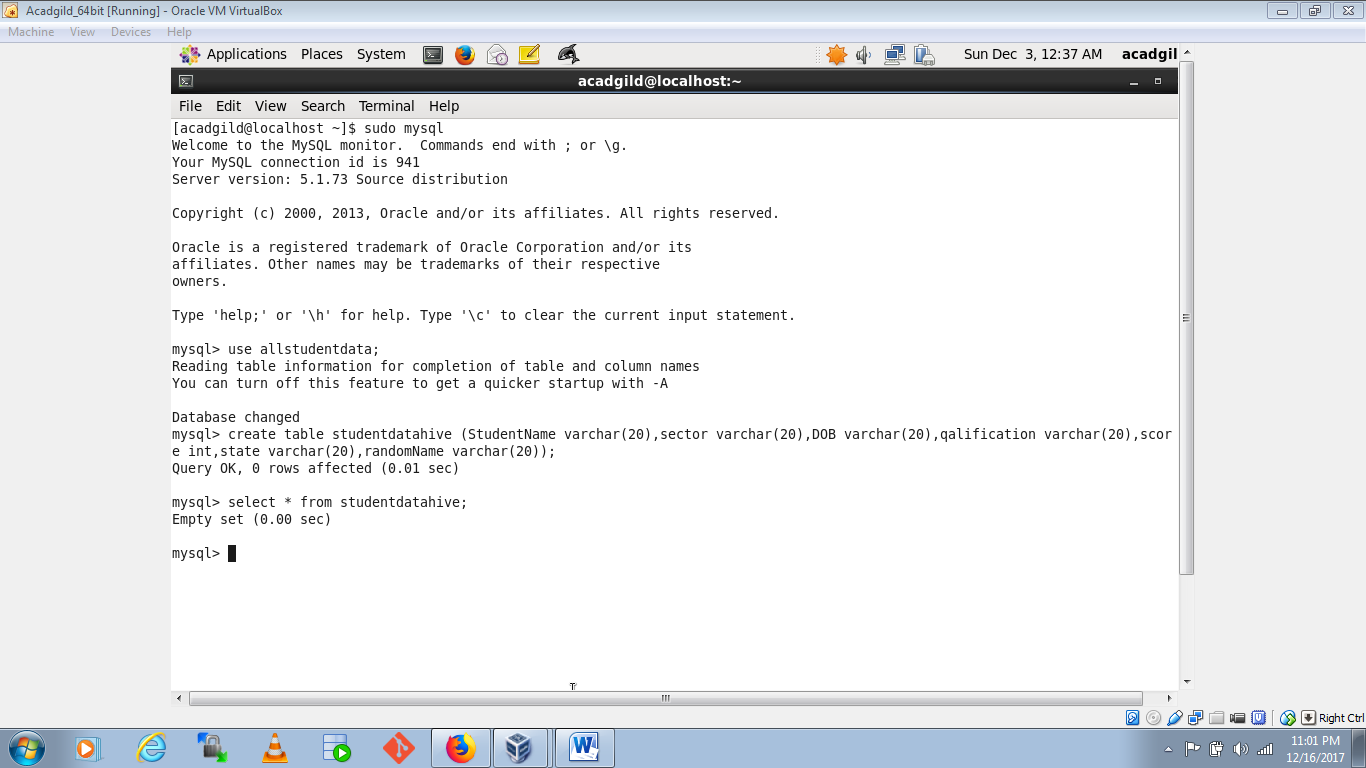 Acadgild_64bit [Running] - Oracle VM VirtualBox
Machine View Devices Help
Applications Places System Sun Dec 3, 12:37 AM acadgil
acadgild@localhost:~
File Edit View Search Terminal Help
[acadgild@localhost ~]$ sudo mysql
Welcome to the MySQL monitor.  Commands end with ; or \g.
Your MySQL connection id is 941
Server version: 5.1.73 Source distribution
Copyright (c) 2000, 2013, Oracle and/or its affiliates. All rights reserved.
Oracle is a registered trademark of Oracle Corporation and/or its
affiliates. Other names may be trademarks of their respective
owners.
Type 'help;' or '\h' for help. Type '\c' to clear the current input statement.
mysql> use allstudentdata;
Reading table information for completion of table and column names
You can turn off this feature to get a quicker startup with -A
Database changed
mysql> create table studentdatahive (StudentName varchar(20),sector varchar(20),DOB varchar(20),qalification varchar(20),scor
e int,state varchar(20),randomName varchar(20));
Query OK, 0 rows affected (0.01 sec)
mysql> select * from studentdatahive;
Empty set (0.00 sec)
mysql>
Right Ctrl
11:01 PM
12/16/2017